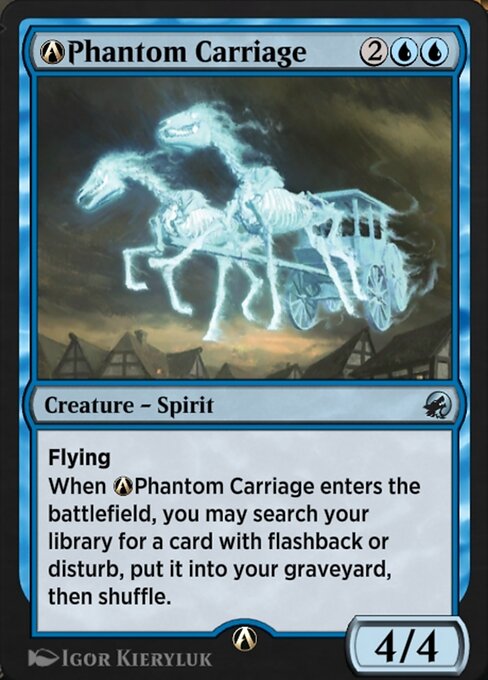 Phantom Carriage 2
Creature – Spirit
Flying
When Phantom Carriage enters the
battlefield, you may search your
library for a card with flashback or
disturb, put it into your graveyard,
then shuffle.
Igor Kieryluk
4/4